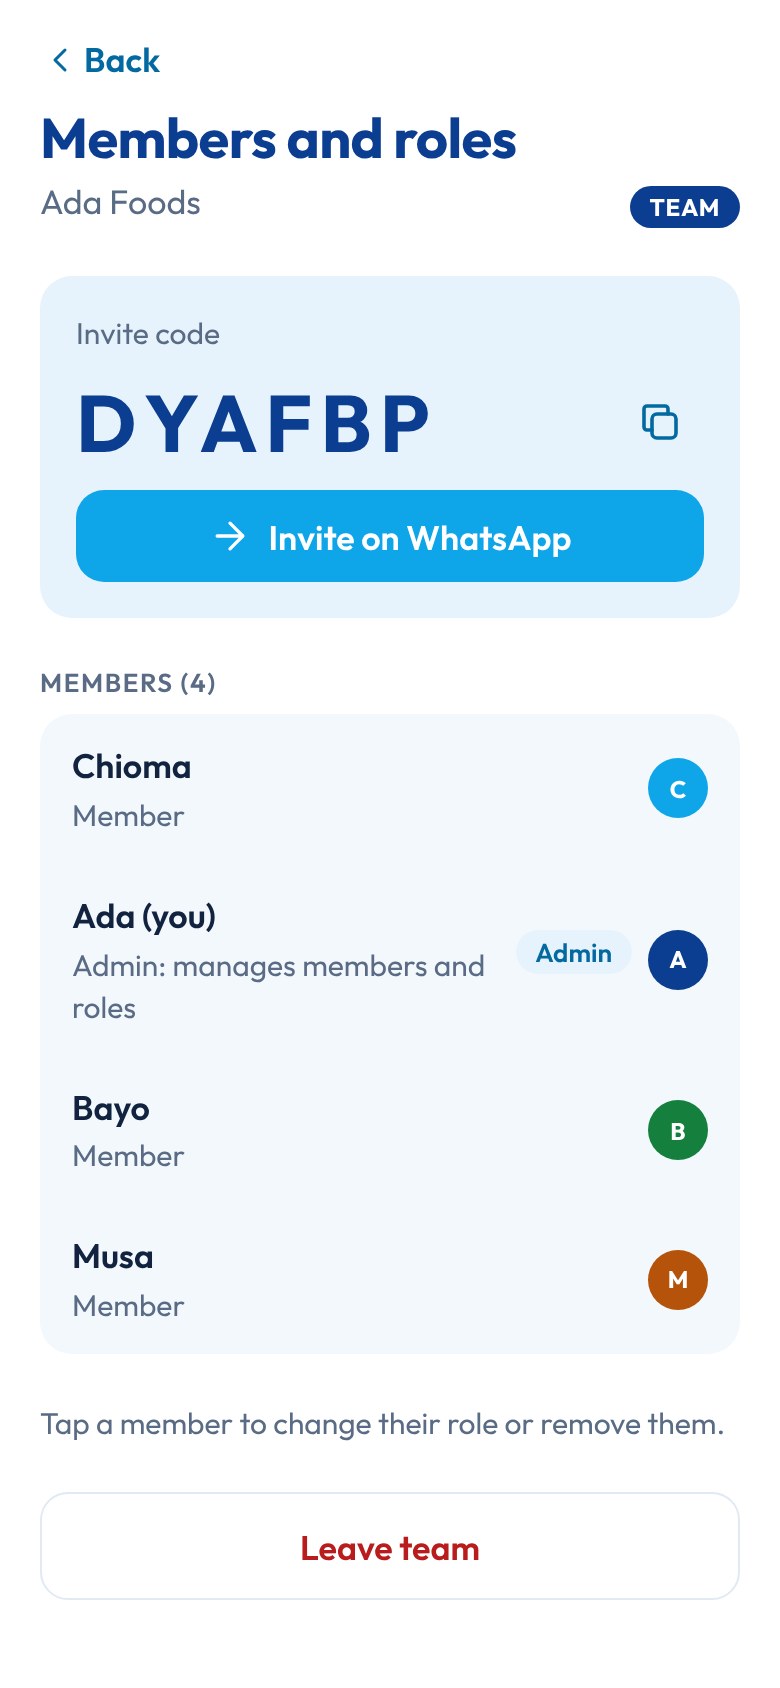 Back
Members and roles
Ada Foods
TEAM
Invite code
DYAFBP
Invite on WhatsApp
MEMBERS (4)
Chioma
Member
C
Ada (you)
Admin: manages members and
roles
Admin
A
Bayo
Member
B
Musa
Member
M
Tap a member to change their role or remove them.
Leave team